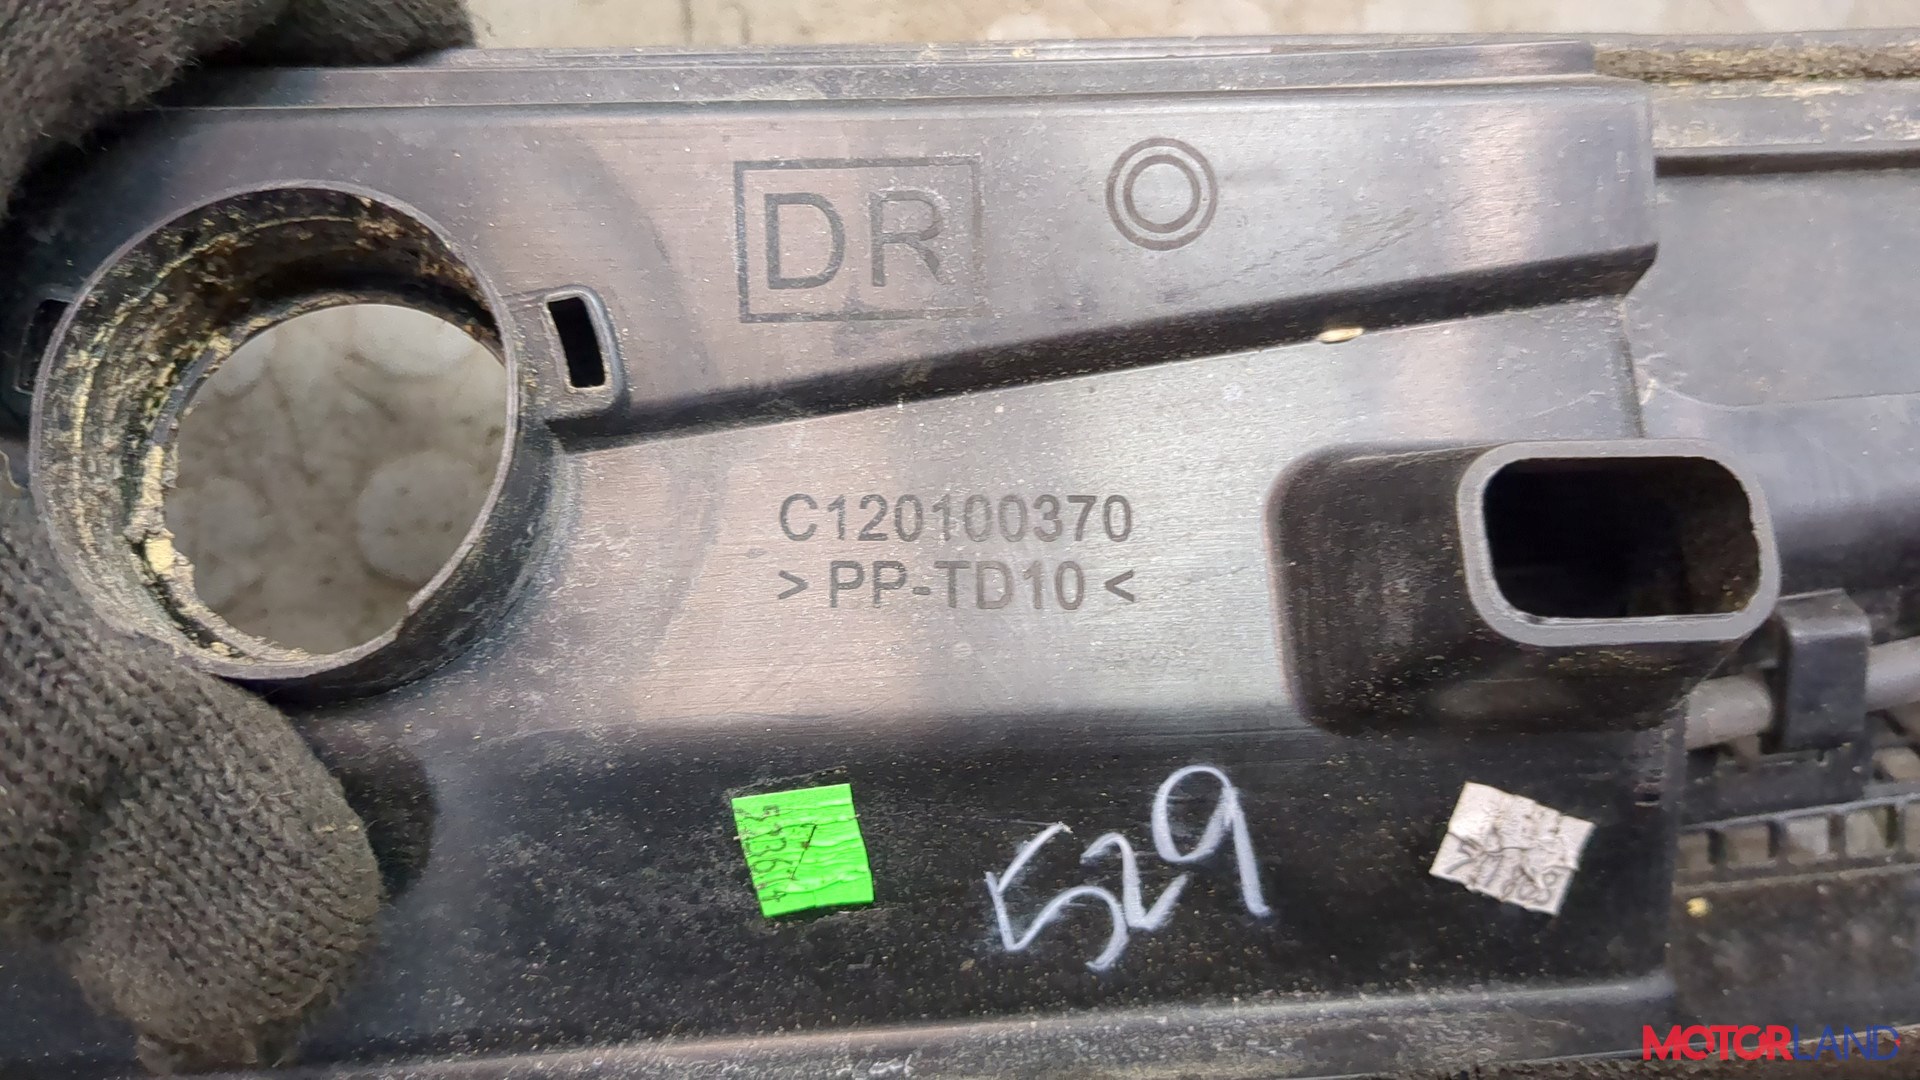 DR
C120100370
>PP-TD10<
529
MOTORLAND